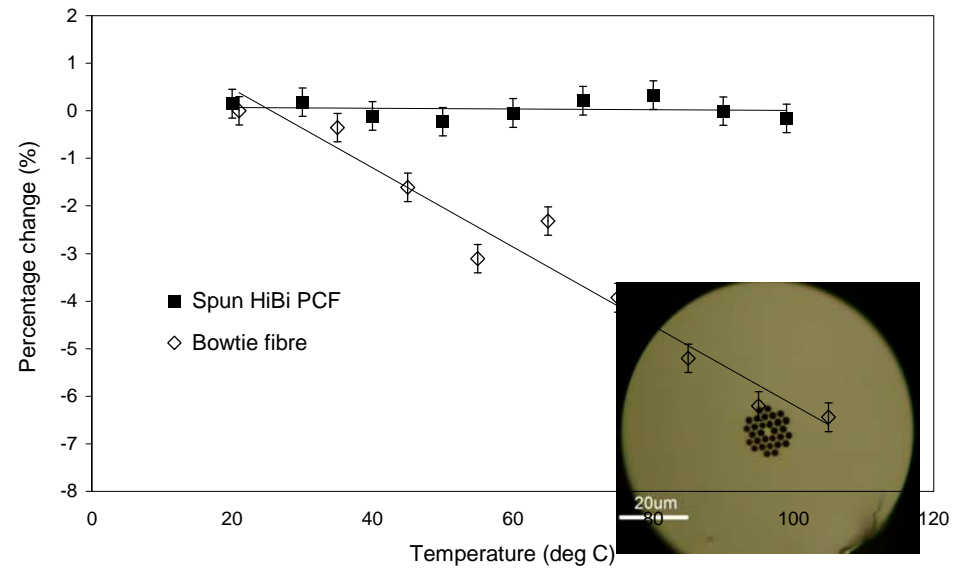 2
1
0
-1
-2
-3
-4
-5
-6
-7
-8
Percentage change (%)
Spun HiBi PCF
Bowtie fibre
20um
0 20 40 60 80 100 120
Temperature (deg C)